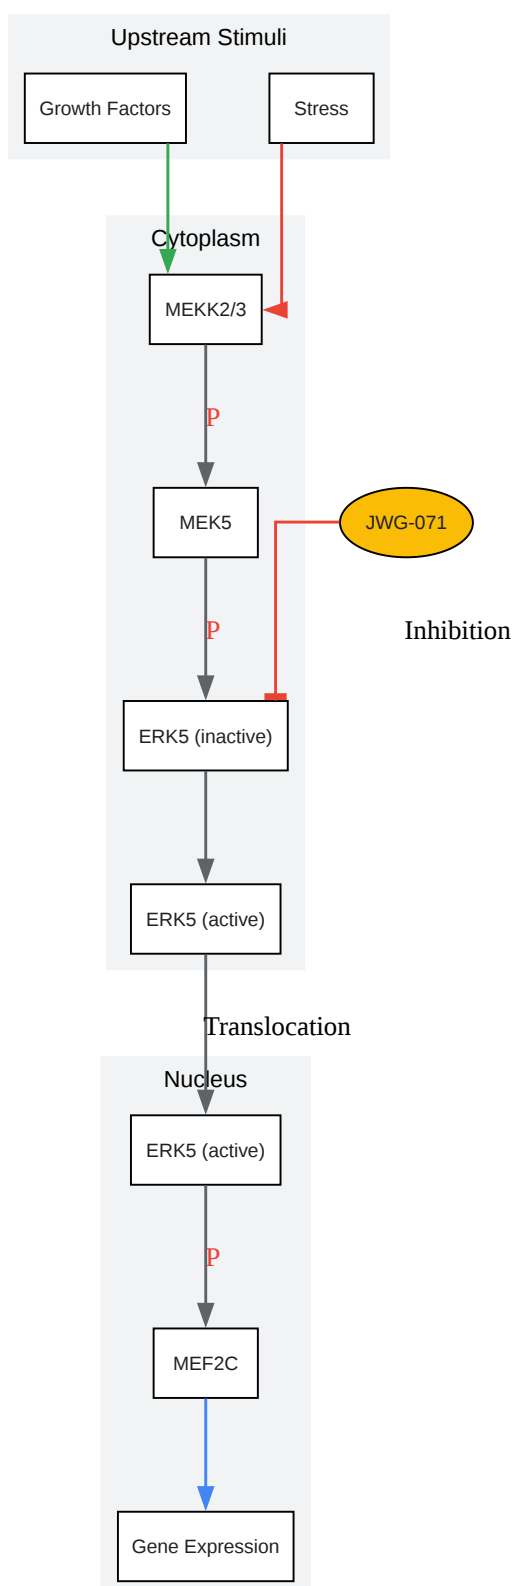 Upstream Stimuli
Growth Factors
Stress
Cytoplasm
MEKK2/3
P
MEK5
JWG-071
P
Inhibition
ERK5 (inactive)
ERK5 (active)
Translocation
Nucleus
ERK5 (active)
P
MEF2C
Gene Expression